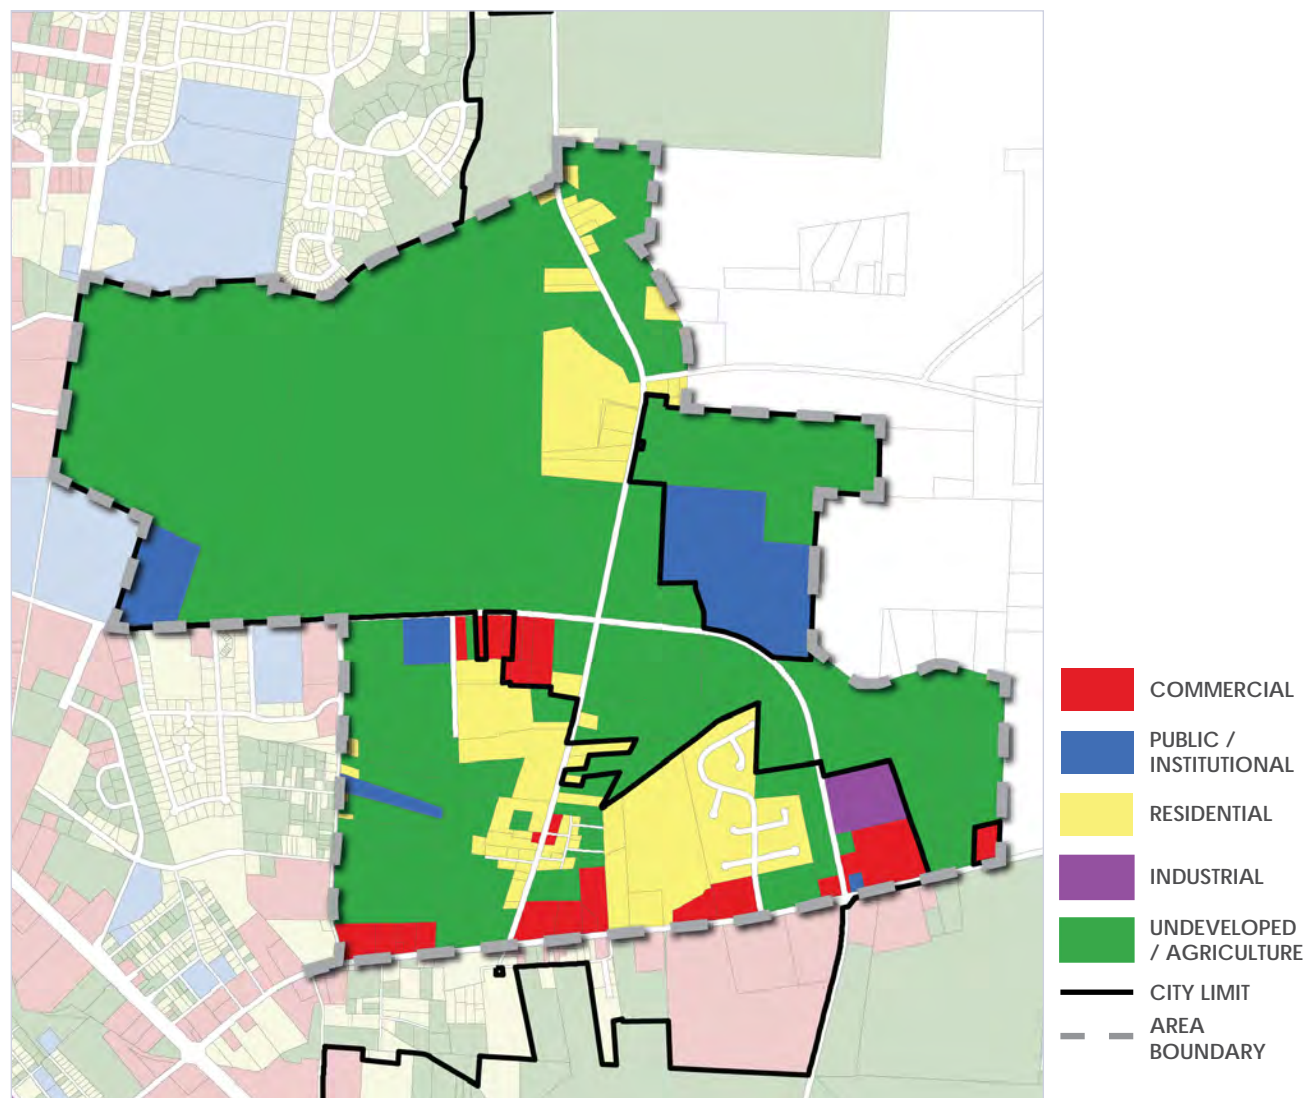 COMMERCIAL
PUBLIC /
INSTITUTIONAL
RESIDENTIAL
INDUSTRIAL
UNDEVELOPED
/ AGRICULTURE
CITY LIMIT
AREA
BOUNDARY